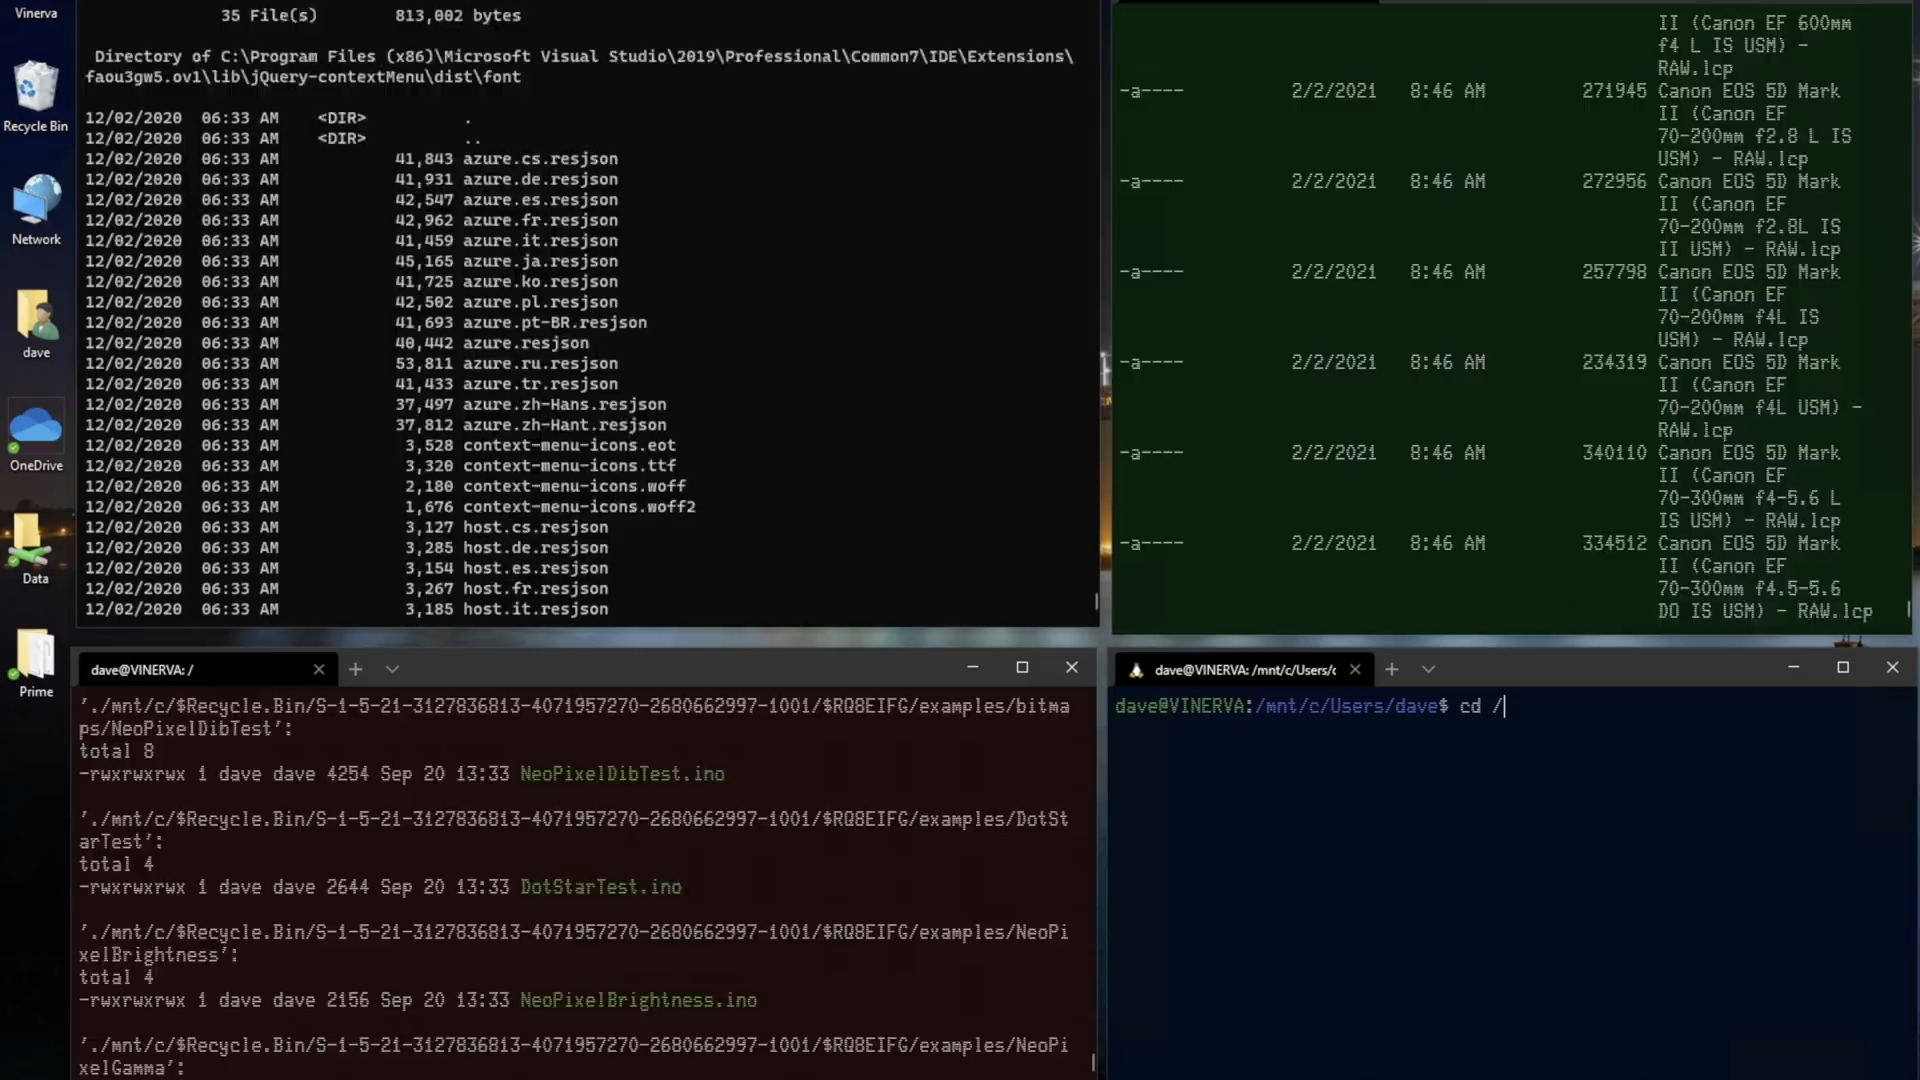 Vinerva
Recycle Bin
Network
dave
OneDrive
Data
Prime
35 File(s)        813,002 bytes
Directory of C:\Program Files (x86)\Microsoft Visual Studio\2019\Professional\Common7\IDE\Extensions\
faou3gw5.ov1\lib\jQuery-contextMenu\dist\font
12/02/2020  06:33 AM    <DIR>          .
12/02/2020  06:33 AM    <DIR>          ..
12/02/2020  06:33 AM            41,843 azure.cs.resjson
12/02/2020  06:33 AM            41,931 azure.de.resjson
12/02/2020  06:33 AM            42,547 azure.es.resjson
12/02/2020  06:33 AM            42,962 azure.fr.resjson
12/02/2020  06:33 AM            41,459 azure.it.resjson
12/02/2020  06:33 AM            45,165 azure.ja.resjson
12/02/2020  06:33 AM            41,725 azure.ko.resjson
12/02/2020  06:33 AM            42,502 azure.pl.resjson
12/02/2020  06:33 AM            41,693 azure.pt-BR.resjson
12/02/2020  06:33 AM            40,442 azure.resjson
12/02/2020  06:33 AM            53,811 azure.ru.resjson
12/02/2020  06:33 AM            41,433 azure.tr.resjson
12/02/2020  06:33 AM            37,497 azure.zh-Hans.resjson
12/02/2020  06:33 AM            37,812 azure.zh-Hant.resjson
12/02/2020  06:33 AM             3,528 context-menu-icons.eot
12/02/2020  06:33 AM             3,320 context-menu-icons.ttf
12/02/2020  06:33 AM             2,180 context-menu-icons.woff
12/02/2020  06:33 AM             1,676 context-menu-icons.woff2
12/02/2020  06:33 AM             3,127 host.cs.resjson
12/02/2020  06:33 AM             3,285 host.de.resjson
12/02/2020  06:33 AM             3,154 host.es.resjson
12/02/2020  06:33 AM             3,267 host.fr.resjson
12/02/2020  06:33 AM             3,185 host.it.resjson
II (Canon EF 600mm
f4 L IS USM) -
RAW.lcp
-a----          2/2/2021   8:46 AM         271945 Canon EOS 5D Mark
II (Canon EF
70-200mm f2.8 L IS
USM) - RAW.lcp
-a----          2/2/2021   8:46 AM         272956 Canon EOS 5D Mark
II (Canon EF
70-200mm f2.8L IS
II USM) - RAW.lcp
-a----          2/2/2021   8:46 AM         257798 Canon EOS 5D Mark
II (Canon EF
70-200mm f4L IS
USM) - RAW.lcp
-a----          2/2/2021   8:46 AM         234319 Canon EOS 5D Mark
II (Canon EF
70-200mm f4L USM) -
RAW.lcp
-a----          2/2/2021   8:46 AM         340110 Canon EOS 5D Mark
II (Canon EF
70-300mm f4-5.6 L
IS USM) - RAW.lcp
-a----          2/2/2021   8:46 AM         334512 Canon EOS 5D Mark
II (Canon EF
70-300mm f4.5-5.6
DO IS USM) - RAW.lcp
dave@VINERVA: /
'./mnt/c/$Recycle.Bin/S-1-5-21-3127836813-4071957270-2680662997-1001/$RQ8EIFG/examples/bitma
ps/NeoPixelDibTest':
total 8
-rwxrwxrwx 1 dave dave 4254 Sep 20 13:33 NeoPixelDibTest.ino
'./mnt/c/$Recycle.Bin/S-1-5-21-3127836813-4071957270-2680662997-1001/$RQ8EIFG/examples/DotSt
arTest':
total 4
-rwxrwxrwx 1 dave dave 2644 Sep 20 13:33 DotStarTest.ino
'./mnt/c/$Recycle.Bin/S-1-5-21-3127836813-4071957270-2680662997-1001/$RQ8EIFG/examples/NeoPi
xelBrightness':
total 4
-rwxrwxrwx 1 dave dave 2156 Sep 20 13:33 NeoPixelBrightness.ino
'./mnt/c/$Recycle.Bin/S-1-5-21-3127836813-4071957270-2680662997-1001/$RQ8EIFG/examples/NeoPi
xelGamma':
dave@VINERVA: /mnt/c/Users/c
dave@VINERVA:/mnt/c/Users/dave$ cd /